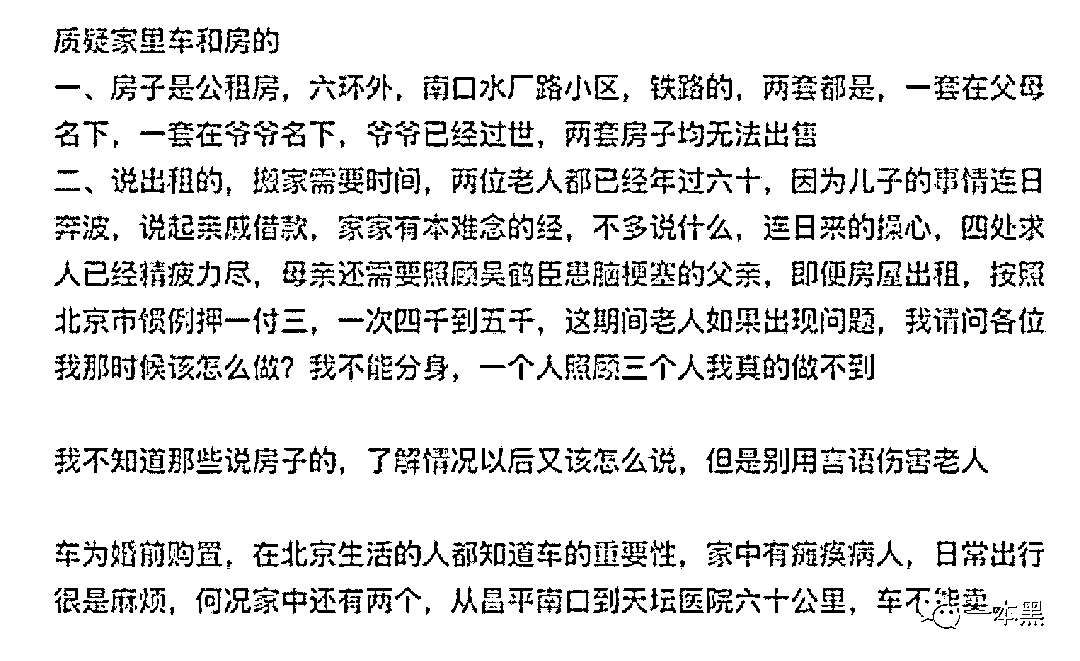 质疑家里车和房的
一、房子是公租房，六环外，南口水厂路小区，铁路的，两套都是，一套在父母
名下，一套在爷爷名下，爷爷已经过世，两套房子均无法出售
二、说出租的，搬家需要时间，两位老人都已经年过六十，因为儿子的事情连日
奔波，说起亲戚借款，家家有本难念的经，不多说什么，连日来的操心，四处求
人已经精疲力尽，母亲还需要照顾吴鹤臣患脑梗塞的父亲，即便房屋出租，按照
北京市惯例押一付三，一次四千到五千，这期间老人如果出现问题，我请问各位
我那时候该怎么做？我不能分身，一个人照顾三个人我真的做不到
我不知道那些说房子的，了解情况以后又该怎么说，但是别用言语伤害老人
车为婚前购置，在北京生活的人都知道车的重要性，家中有瘫痪病人，日常出行
很是麻烦，何况家中还有两个，从昌平南口到天坛医院六十公里，车不能卖。
一本黑